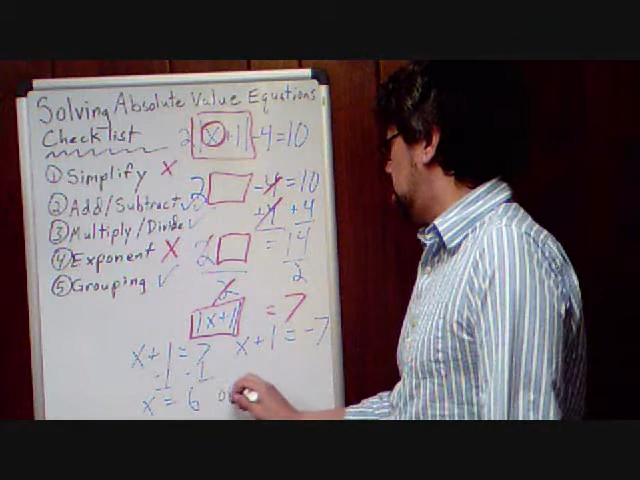 Solving Absolute Value Equations
Checklist
2|x+1|-4=10
① Simplify x
② Add/Subtract ✓
③ Multiply/Divide ✓
④ Exponent X
⑤ Grouping ✓
2 □ -4 = 10
+4 +4
2 □ = 14
2 2
|x+1| = 7
x+1 = 7
-1 -1
x = 6 or
x+1 = -7